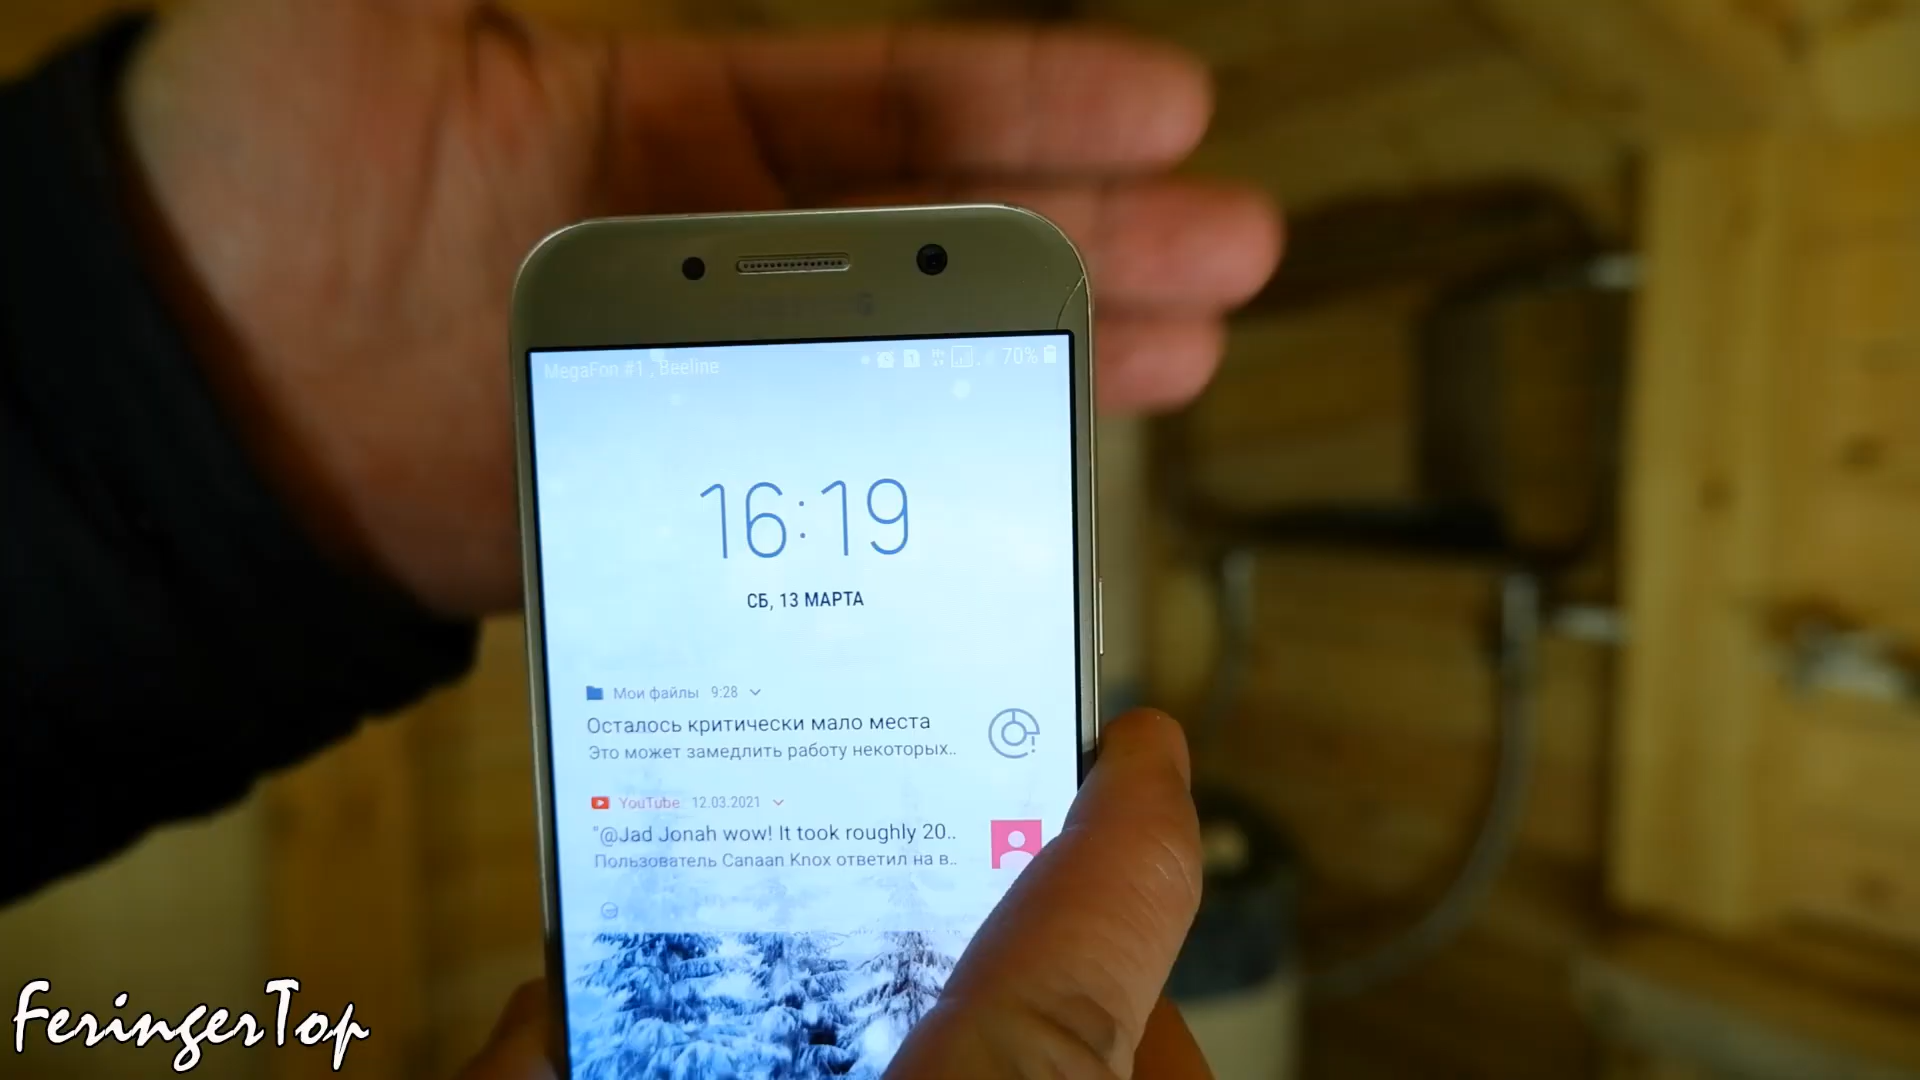 MegaFon #1, Beeline
70%
16:19
СБ, 13 МАРТА
Мои файлы 9:28
Осталось критически мало места
Это может замедлить работу некоторых..
YouTube 12.03.2021
"@Jad Jonah wow! It took roughly 20..
Пользователь Canaan Knox ответил на в..
FeringerTop